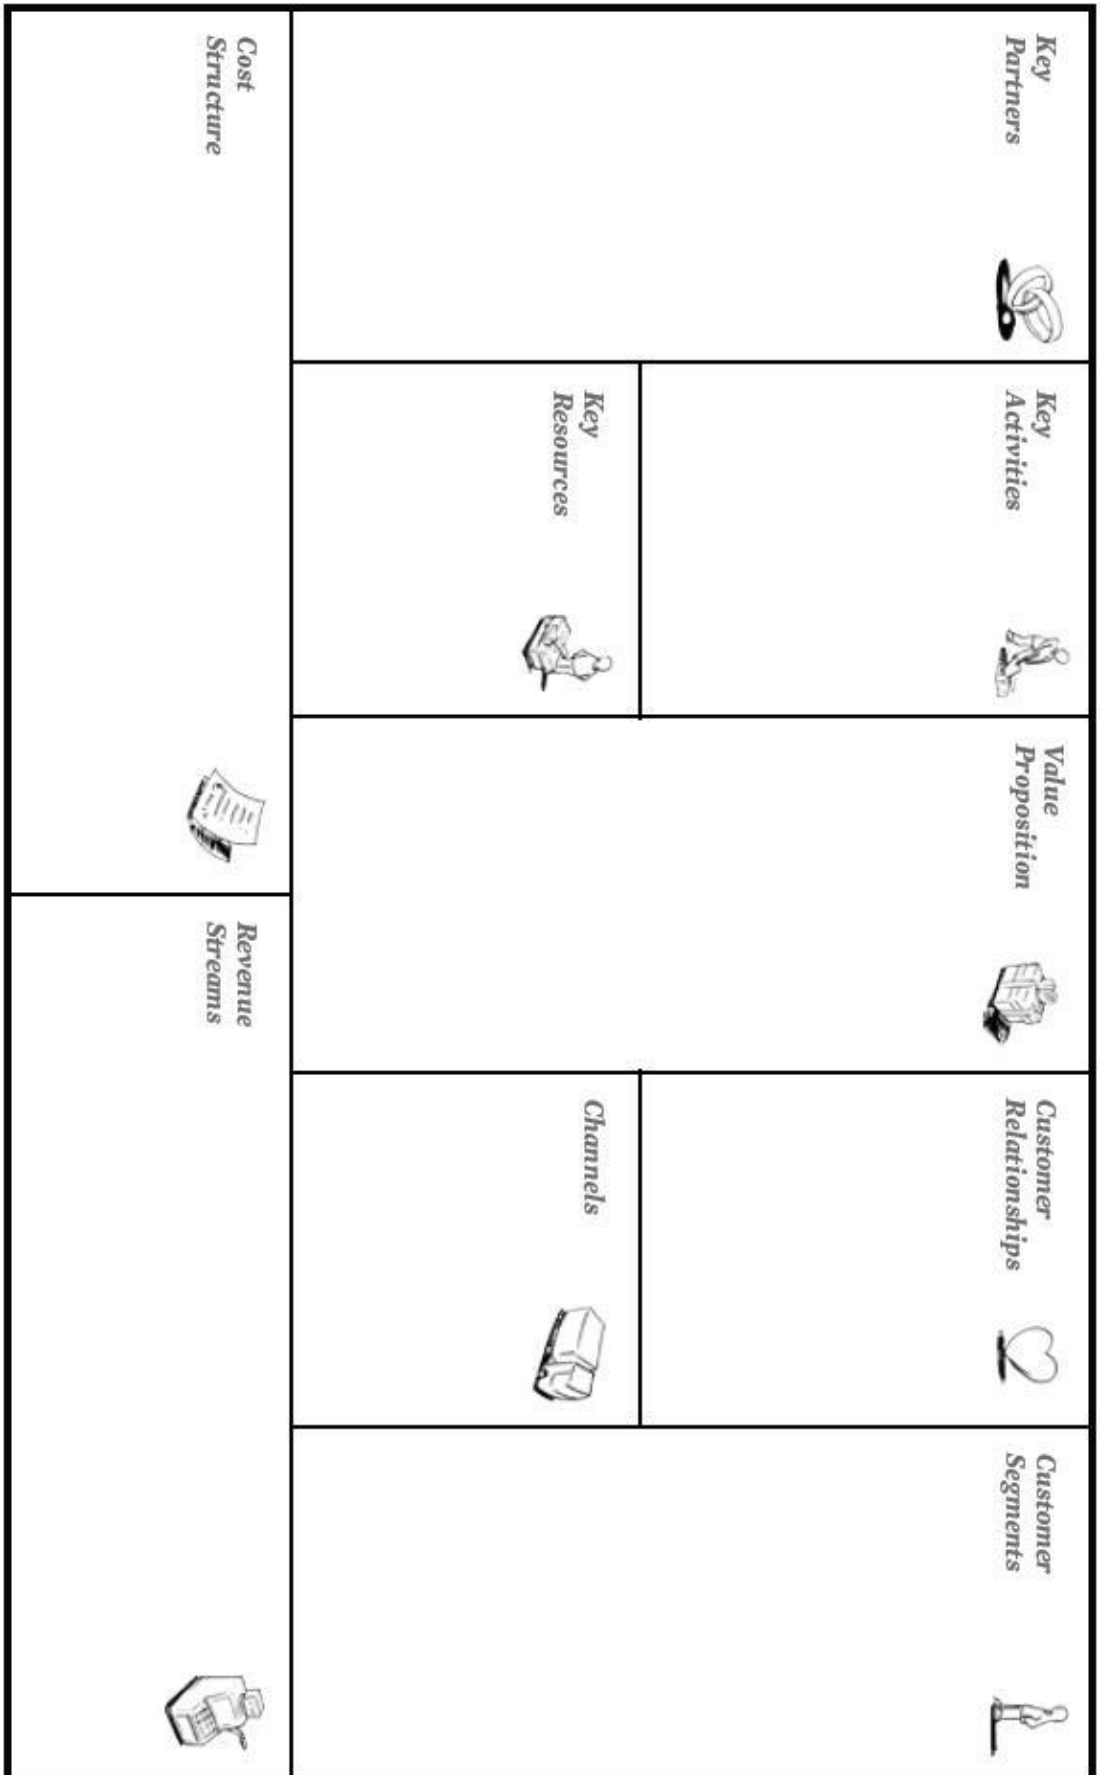 Key
Partners
Key
Activities
Key
Resources
Value
Proposition
Customer
Relationships
Channels
Customer
Segments
Cost
Structure
Revenue
Streams